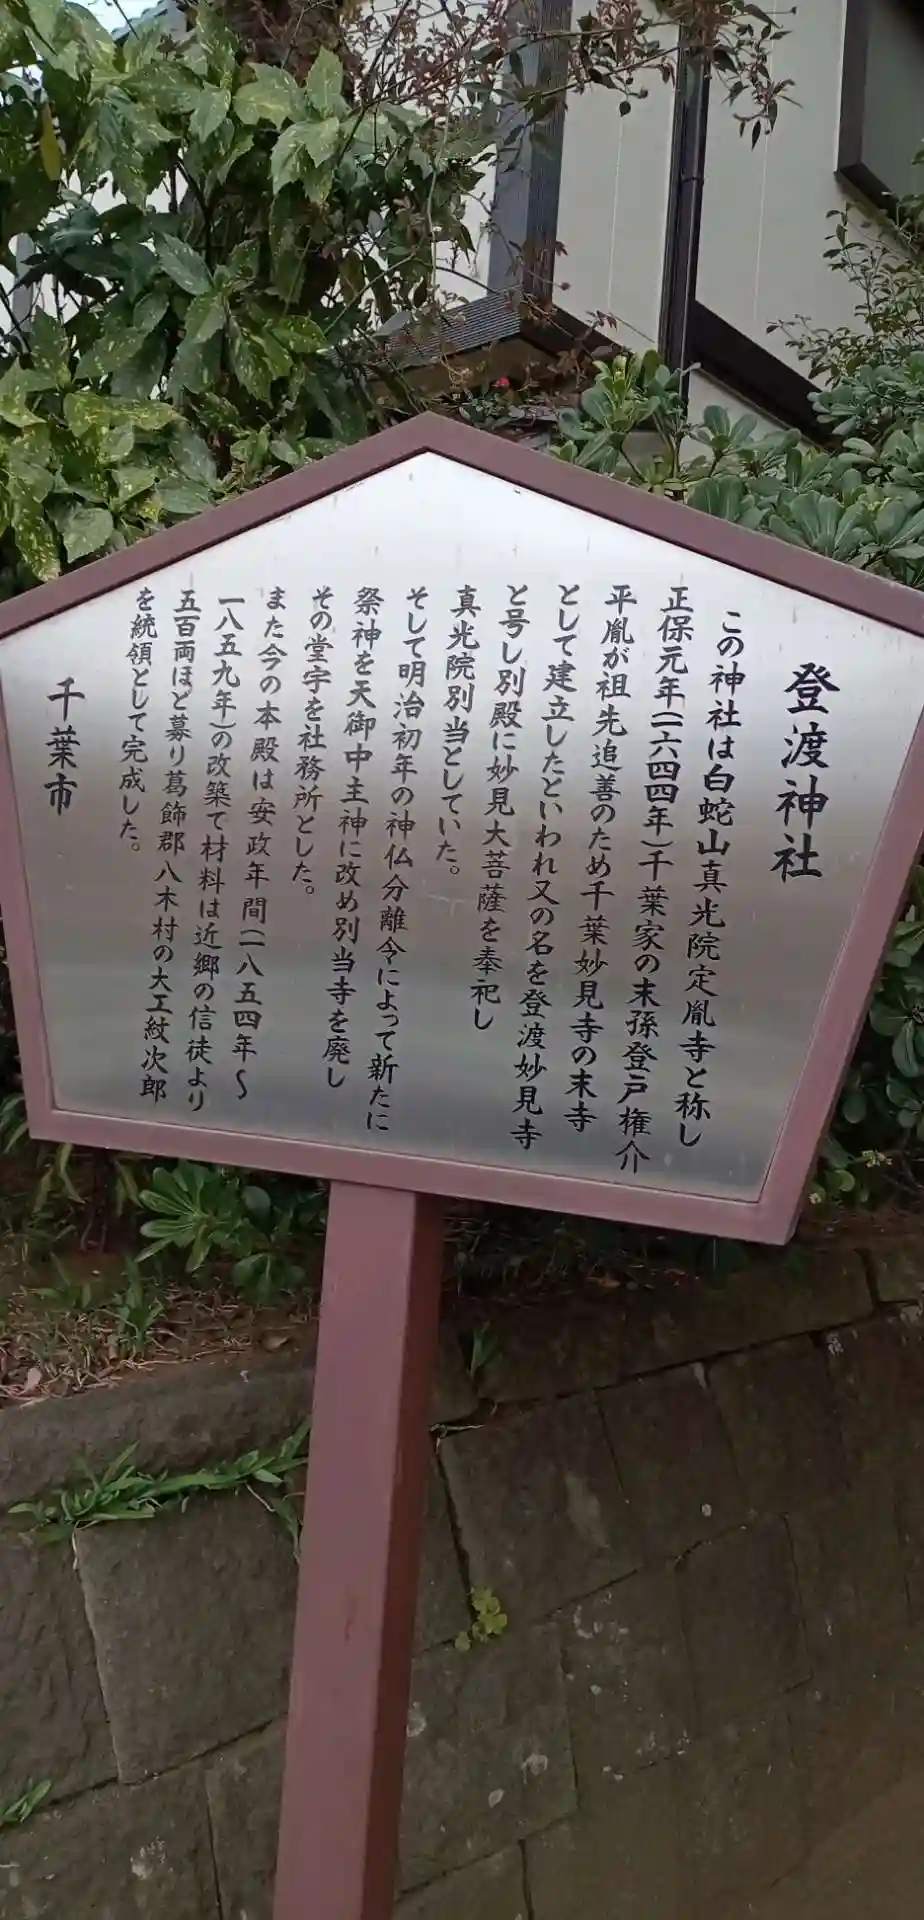 登渡神社
この神社は白蛇山真光院定胤寺と称し
正保元年(一六四四年)千葉家の末孫登戸権介
平胤が祖先追善のため千葉妙見寺の末寺
として建立したといわれ又の名を登渡妙見寺
と号し別殿に妙見大菩薩を奉祀し
真光院別当としていた。
そして明治初年の神仏分離令によって新たに
祭神を天御中主神に改め別当寺を廃し
その堂宇を社務所とした。
また今の本殿は安政年間(一八五四年〜
一八五九年)の改築で材料は近郷の信徒より
五百両ほど募り葛飾郡八木村の大工紋次郎
を統領として完成した。
千葉市